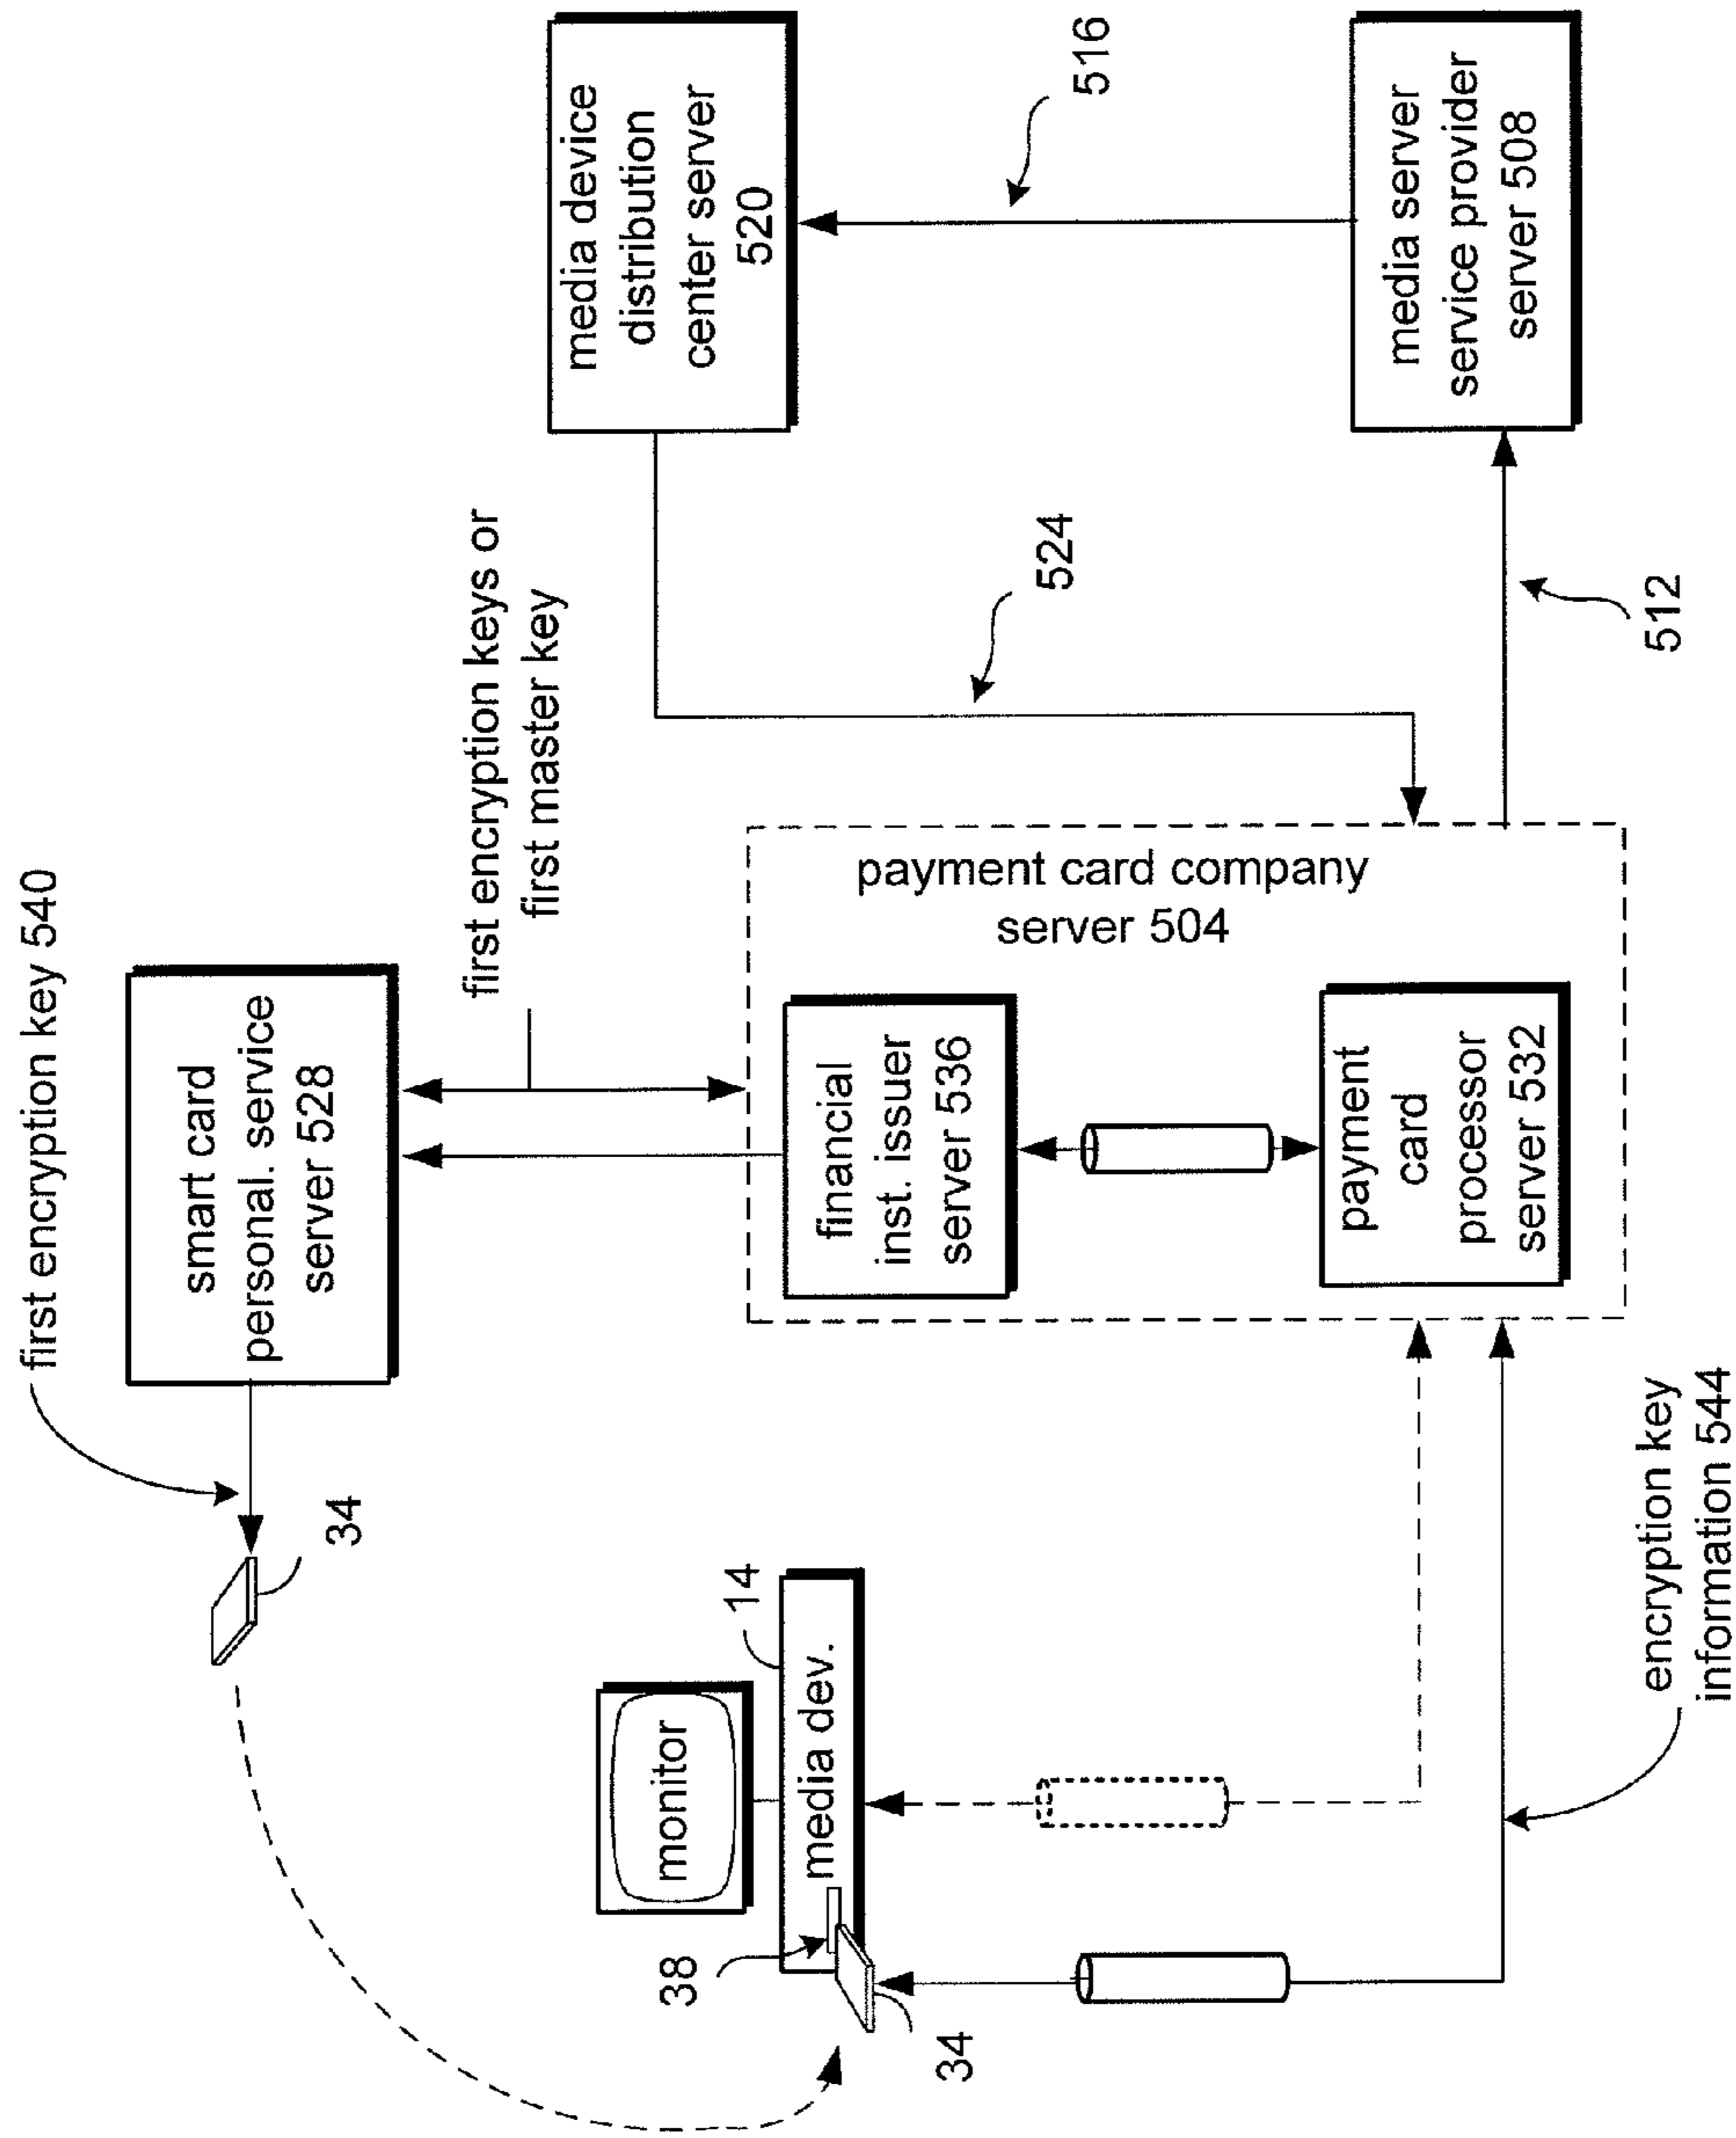 first encryption key 540
smart card
personal. service
server 528
34
first encryption keys or
first master key
media device
distribution
center server
520
516
524
monitor
14
media dev.
38
34
payment card company
server 504
financial
inst. issuer
server 536
payment
card
processor
server 532
media server
service provider
server 508
512
encryption key
information 544